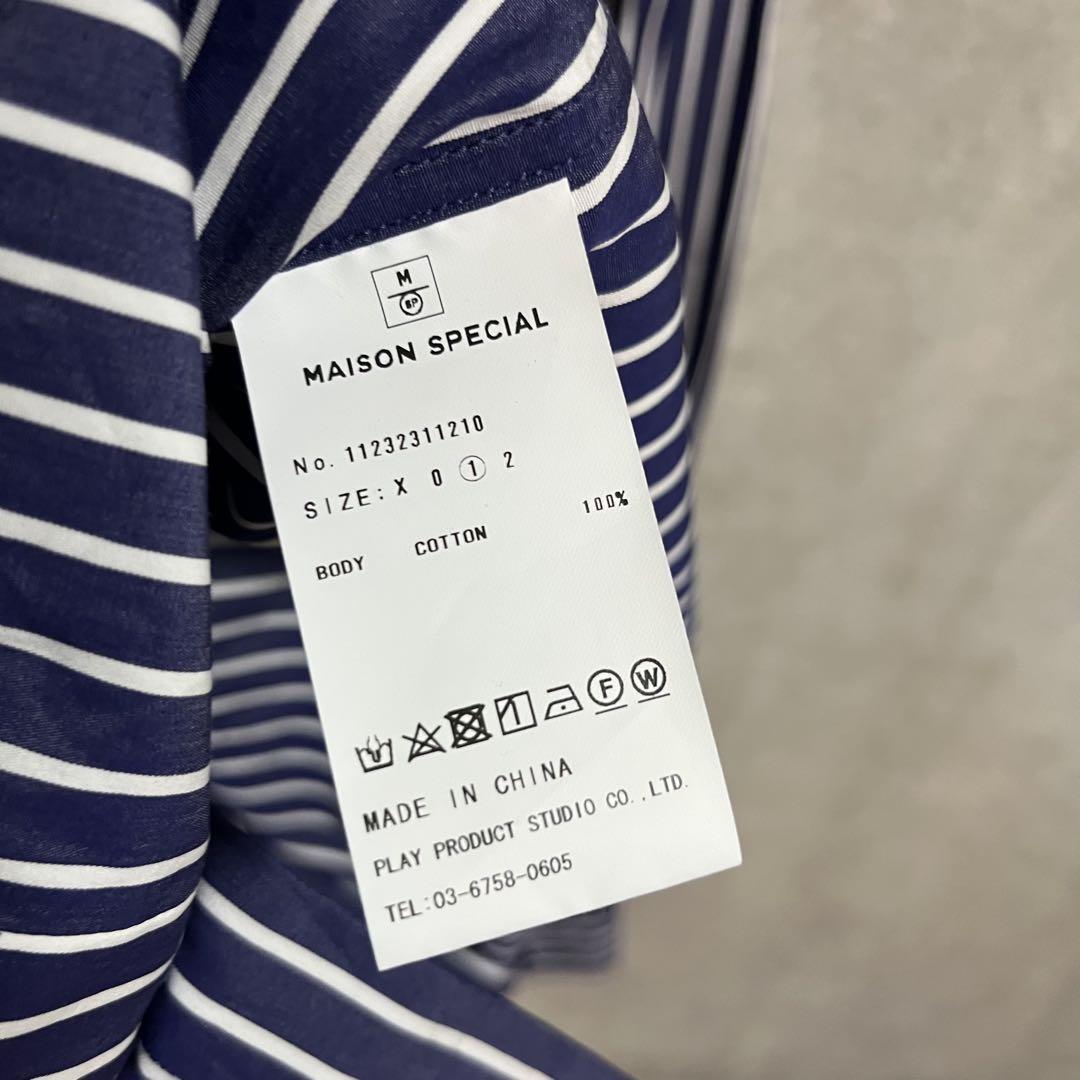 M
SP
MAISON SPECIAL
No. 11232311210
SIZE: X 0 ① 2
BODY COTTON 100%
F W
MADE IN CHINA
PLAY PRODUCT STUDIO CO.,LTD.
TEL:03-6758-0605